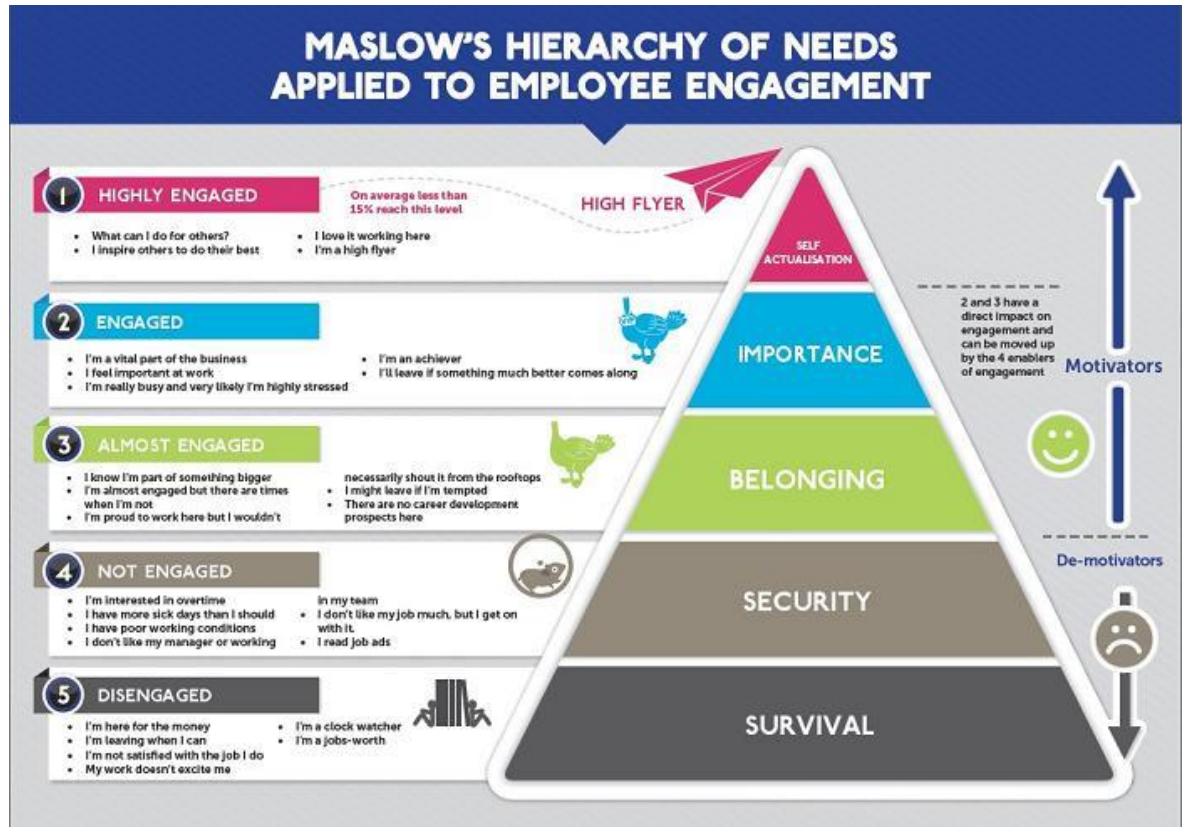 MASLOW'S HIERARCHY OF NEEDS
APPLIED TO EMPLOYEE ENGAGEMENT
1 HIGHLY ENGAGED
On average less than
15% reach this level
HIGH FLYER
• What can I do for others?
• I inspire others to do their best
• I love it working here
• I'm a high flyer
SELF
ACTUALISATION
2 ENGAGED
• I'm a vital part of the business
• I feel important at work
• I'm really busy and very likely I'm highly stressed
• I'm an achiever
• I'll leave if something much better comes along
IMPORTANCE
2 and 3 have a
direct impact on
engagement and
can be moved up
by the 4 enablers
of engagement
Motivators
3 ALMOST ENGAGED
• I know I'm part of something bigger
• I'm almost engaged but there are times
when I'm not
• I'm proud to work here but I wouldn't
necessarily shout it from the rooftops
• I might leave if I'm tempted
• There are no career development
prospects here
BELONGING
De-motivators
4 NOT ENGAGED
• I'm interested in overtime
• I have more sick days than I should
• I have poor working conditions
• I don't like my manager or working
in my team
• I don't like my job much, but I get on
with it.
• I read job ads
SECURITY
5 DISENGAGED
• I'm here for the money
• I'm leaving when I can
• I'm not satisfied with the job I do
• My work doesn't excite me
• I'm a clock watcher
• I'm a jobs-worth
SURVIVAL